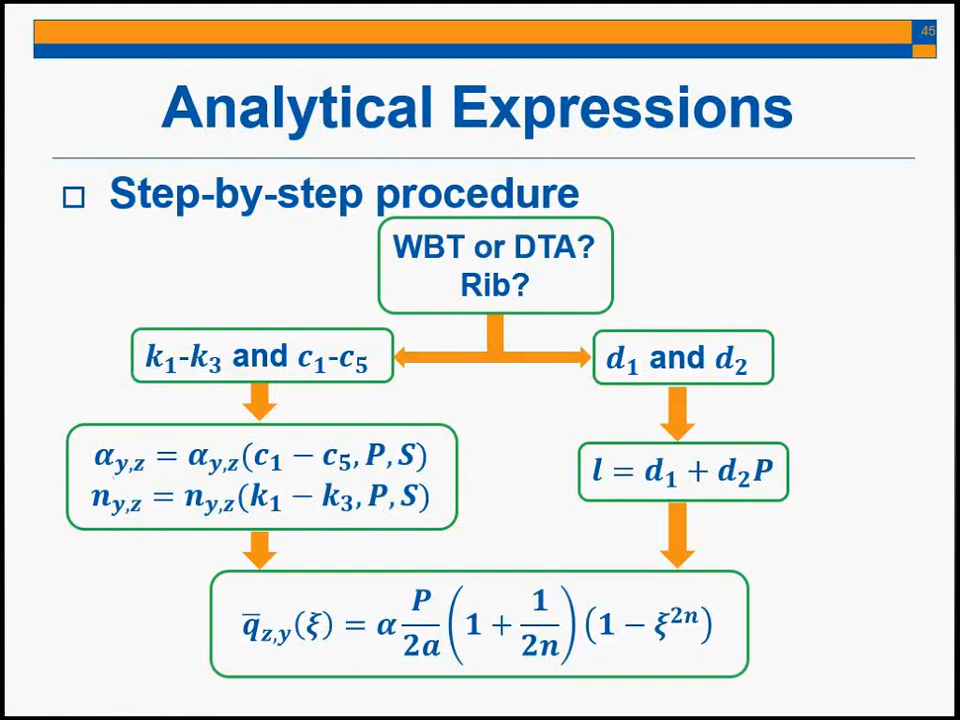 45
Analytical Expressions
□ Step-by-step procedure
WBT or DTA?
Rib?
k₁-k₃ and c₁-c₅
d₁ and d₂
α_{y,z} = α_{y,z}(c₁ − c₅, P, S)
n_{y,z} = n_{y,z}(k₁ − k₃, P, S)
l = d₁ + d₂P
q̅_{z,y}(ξ) = α P/2a (1 + 1/2n) (1 − ξ²ⁿ)